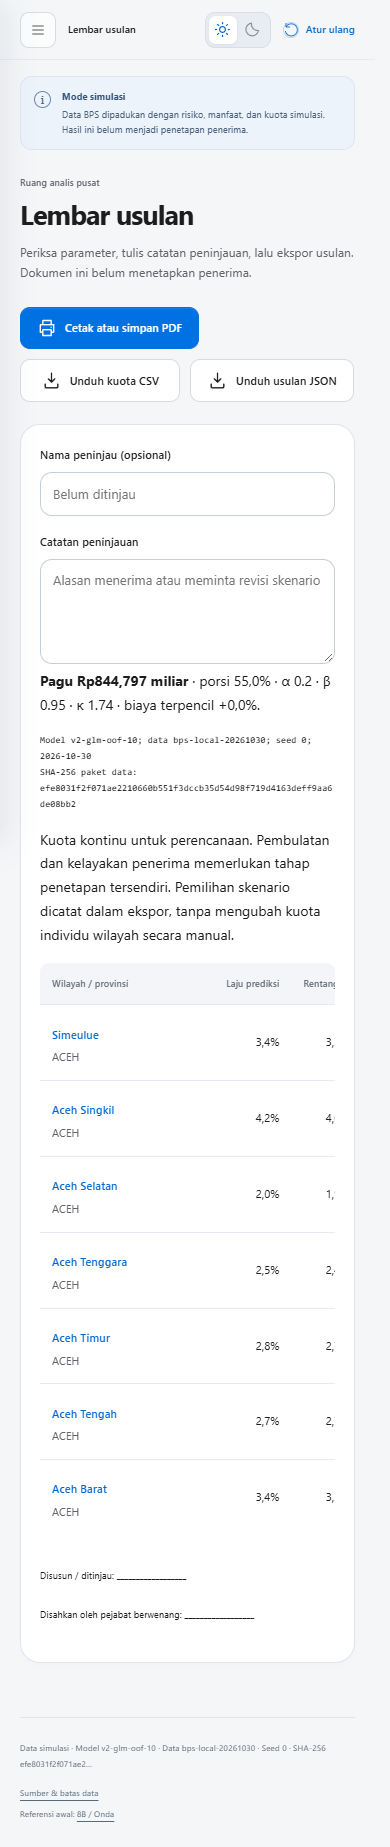 Lembar usulan
Atur ulang
Mode simulasi
Data BPS dipadukan dengan risiko, manfaat, dan kuota simulasi.
Hasil ini belum menjadi penetapan penerima.
Ruang analis pusat
Lembar usulan
Periksa parameter, tulis catatan peninjauan, lalu ekspor usulan.
Dokumen ini belum menetapkan penerima.
Cetak atau simpan PDF
Unduh kuota CSV
Unduh usulan JSON
Nama peninjau (opsional)
Belum ditinjau
Catatan peninjauan
Alasan menerima atau meminta revisi skenario
Pagu Rp844,797 miliar · porsi 55,0% · α 0.2 · β
0.95 · κ 1.74 · biaya terpencil +0,0%.
Model v2-glm-oof-10; data bps-local-20261030; seed 0;
2026-10-30
SHA-256 paket data:
efe8031f2f071ae2210660b551f3dccb35d54d98f719d4163deff9aa6
de08bb2
Kuota kontinu untuk perencanaan. Pembulatan
dan kelayakan penerima memerlukan tahap
penetapan tersendiri. Pemilihan skenario
dicatat dalam ekspor, tanpa mengubah kuota
individu wilayah secara manual.
Wilayah / provinsi Laju prediksi Rentang
Simeulue
ACEH
3,4% 3,
Aceh Singkil
ACEH
4,2% 4,
Aceh Selatan
ACEH
2,0% 1,
Aceh Tenggara
ACEH
2,5% 2,
Aceh Timur
ACEH
2,8% 2,
Aceh Tengah
ACEH
2,7% 2,
Aceh Barat
ACEH
3,4% 3,
Disusun / ditinjau: __________________
Disahkan oleh pejabat berwenang: __________________
Data simulasi · Model v2-glm-oof-10 · Data bps-local-20261030 · Seed 0 · SHA-256
efe8031f2f071ae2…
Sumber & batas data
Referensi awal: 8B / Onda